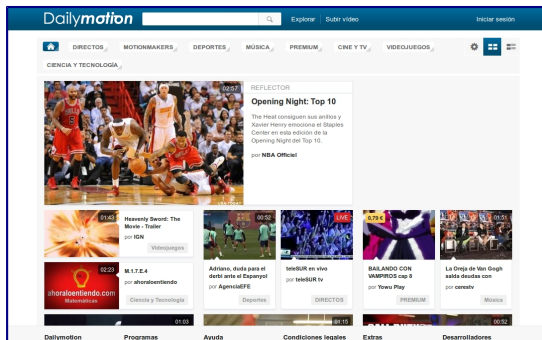 Dailymotion
Explorar
Subir vídeo
Iniciar sesión
DIRECTOS
MOTIONMAKERS
DEPORTES
MÚSICA
PREMIUM
CINE Y TV
VIDEOJUEGOS
CIENCIA Y TECNOLOGÍA
02:57
REFLECTOR
Opening Night: Top 10
The Heat consiguen sus anillos y
Xavier Henry emociona el Staples
Center en esta edición de la
Opening Night del Top 10.
por NBA Officiel
01:43
Heavenly Sword: The
Movie - Trailer
por IGN
Videojuegos
02:23
ahoraloentiendo.com
Matemáticas
M.1.7.E.4
por ahoraloentiendo
Ciencia y Tecnología
00:52
Adriano, duda para el
derbi ante el Espanyol
por AgenciaEFE
Deportes
LIVE
teleSUR en vivo
por teleSUR tv
DIRECTOS
0,79 €
BAILANDO CON
VAMPIROS cap 8
por Yowu Play
PREMIUM
01:51
La Oreja de Van Gogh
salda deudas con
por cerestv
Música
01:03
01:15
00:52
Dailymotion
Programas
Ayuda
Condiciones legales
Extras
Desarrolladores